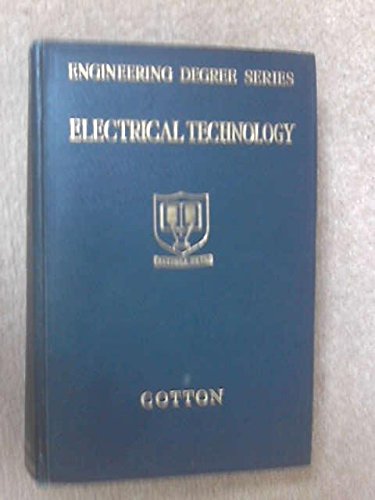 ENGINEERING DEGREE SERIES
ELECTRICAL TECHNOLOGY
COTTON